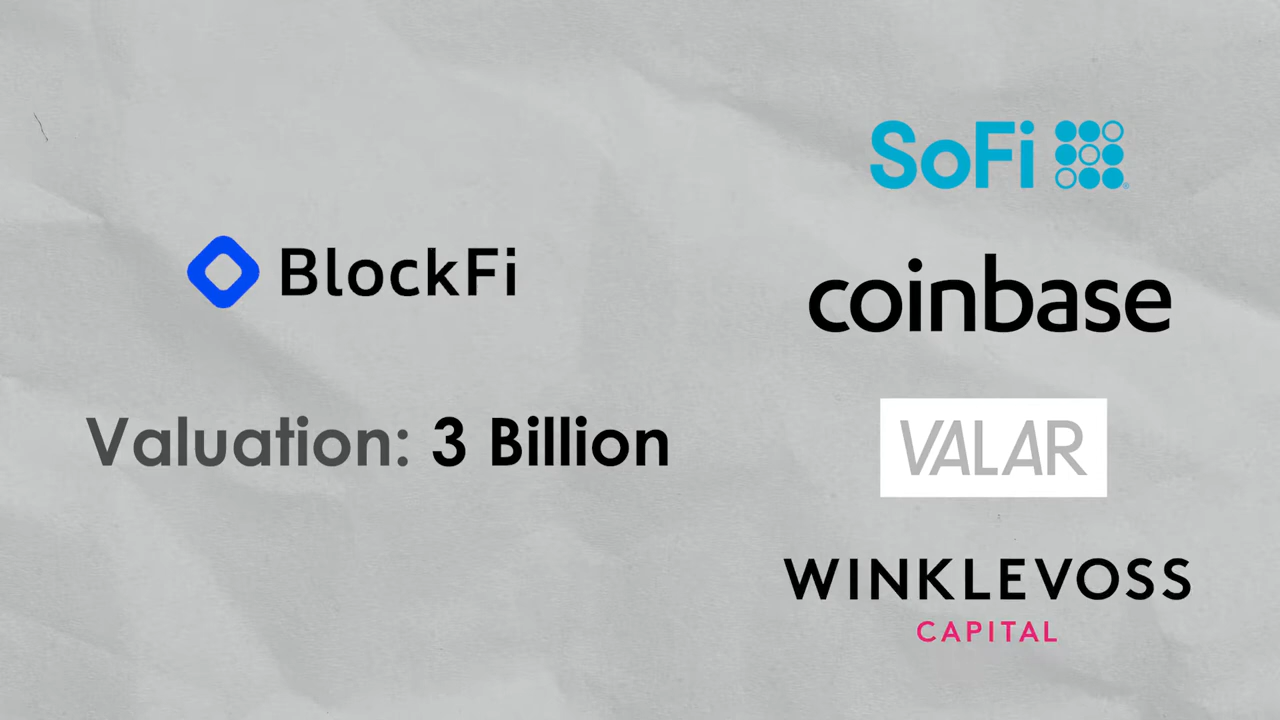 BlockFi
Valuation: 3 Billion
SoFi
coinbase
VALAR
WINKLEVOSS
CAPITAL